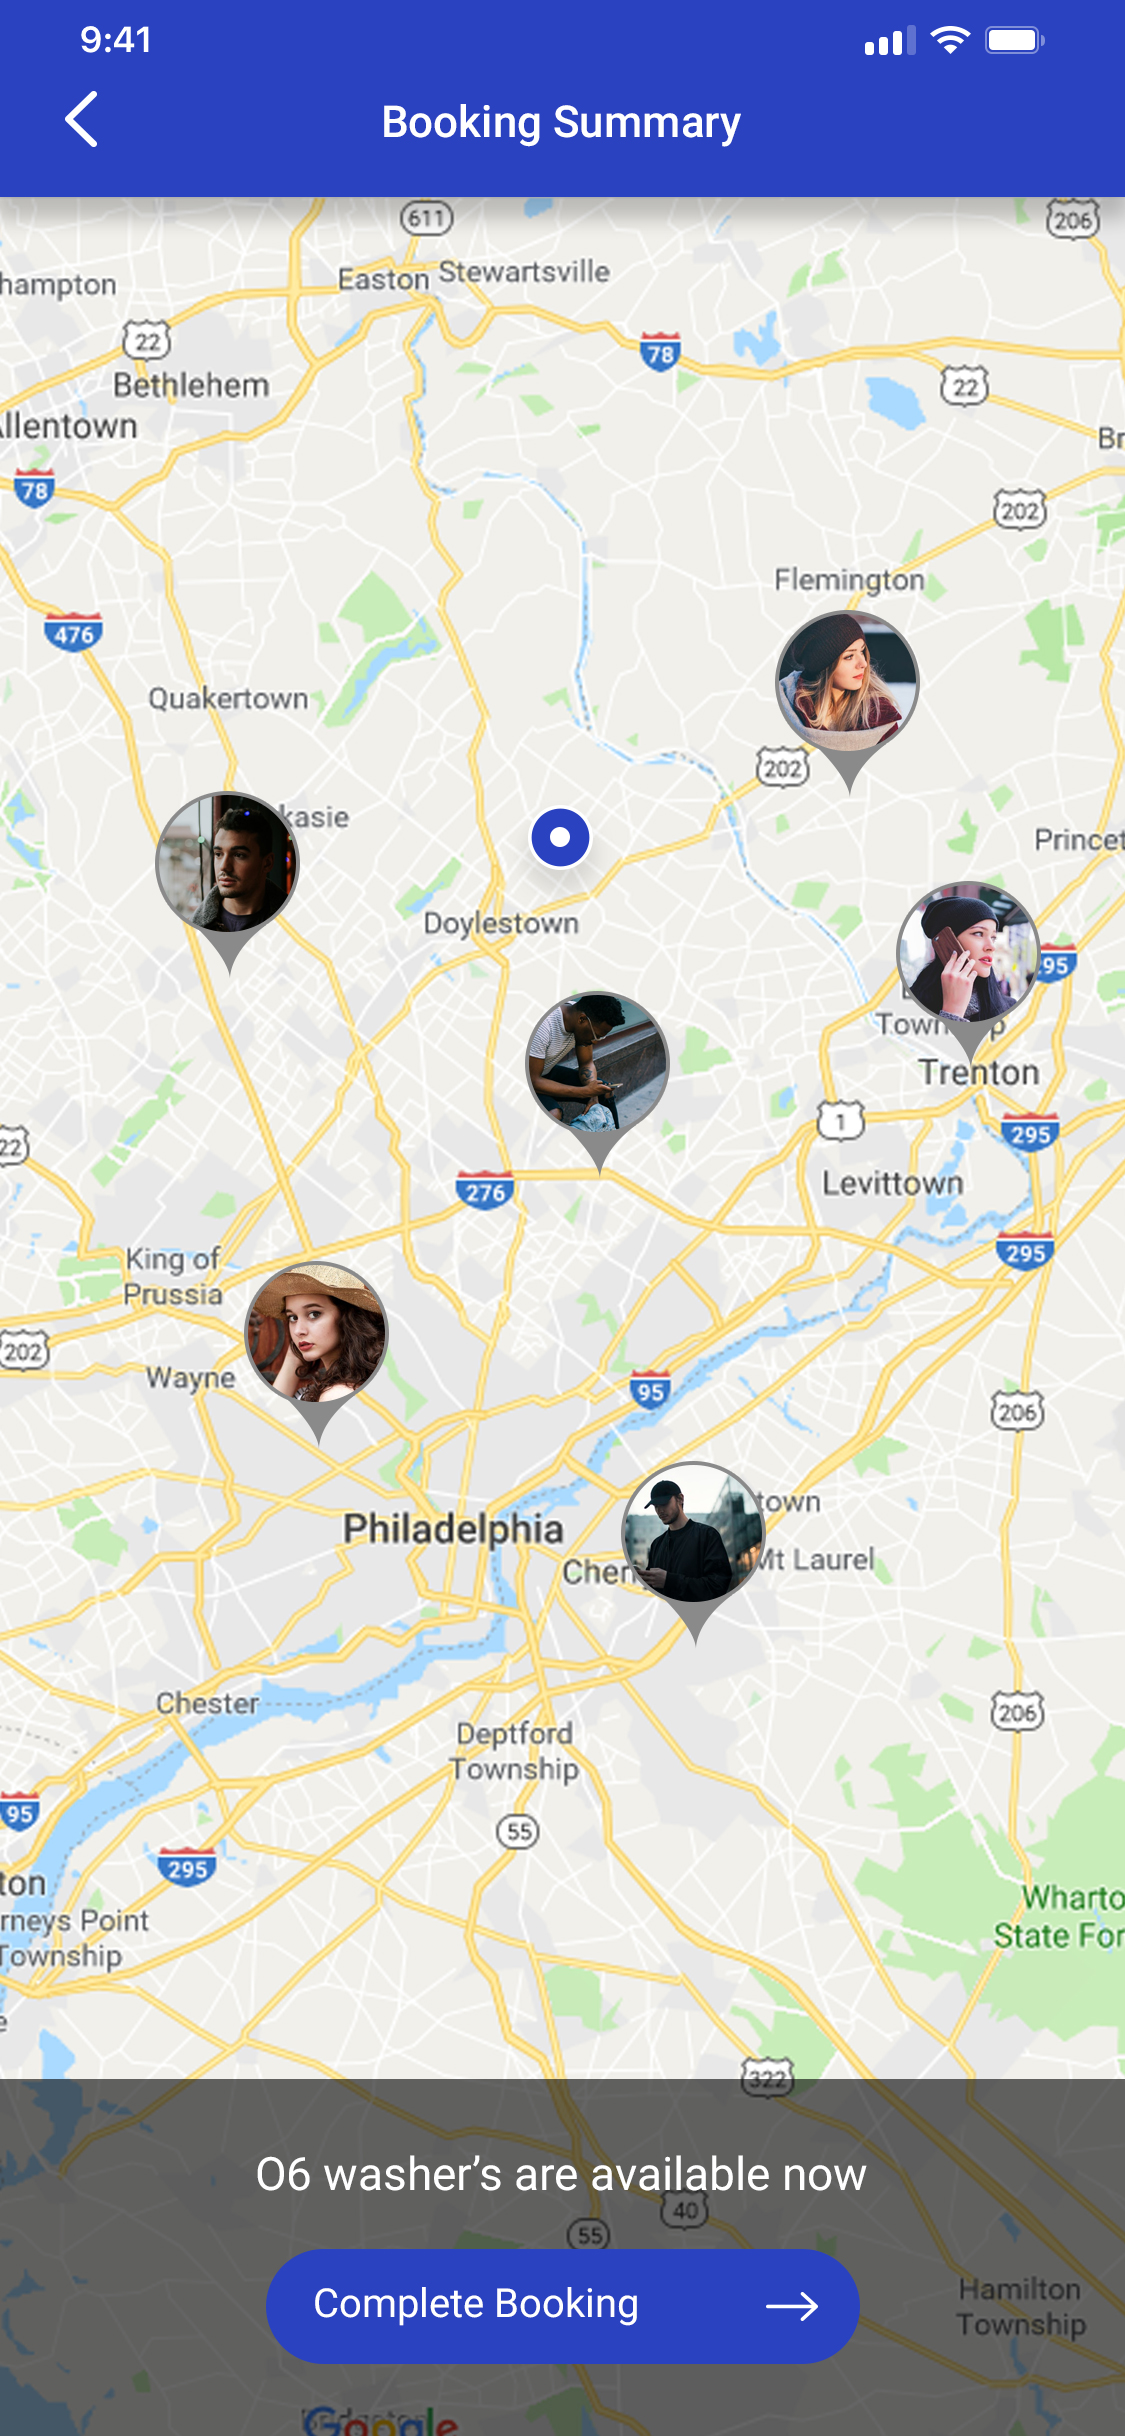 9:41
Booking Summary
611
206
hampton
Easton
Stewartsville
22
78
Bethlehem
22
llentown
Br
78
202
Flemington
476
Quakertown
202
kasie
Princet
Doylestown
95
Town p
Trenton
1
22
295
276
Levittown
King of
Prussia
295
202
Wayne
95
206
town
Philadelphia
Cher
Mt Laurel
Chester
206
Deptford
Township
95
55
295
ton
Wharto
rneys Point
State For
Township
e
322
O6 washer’s are available now
40
55
Complete Booking
Hamilton
Township
Google